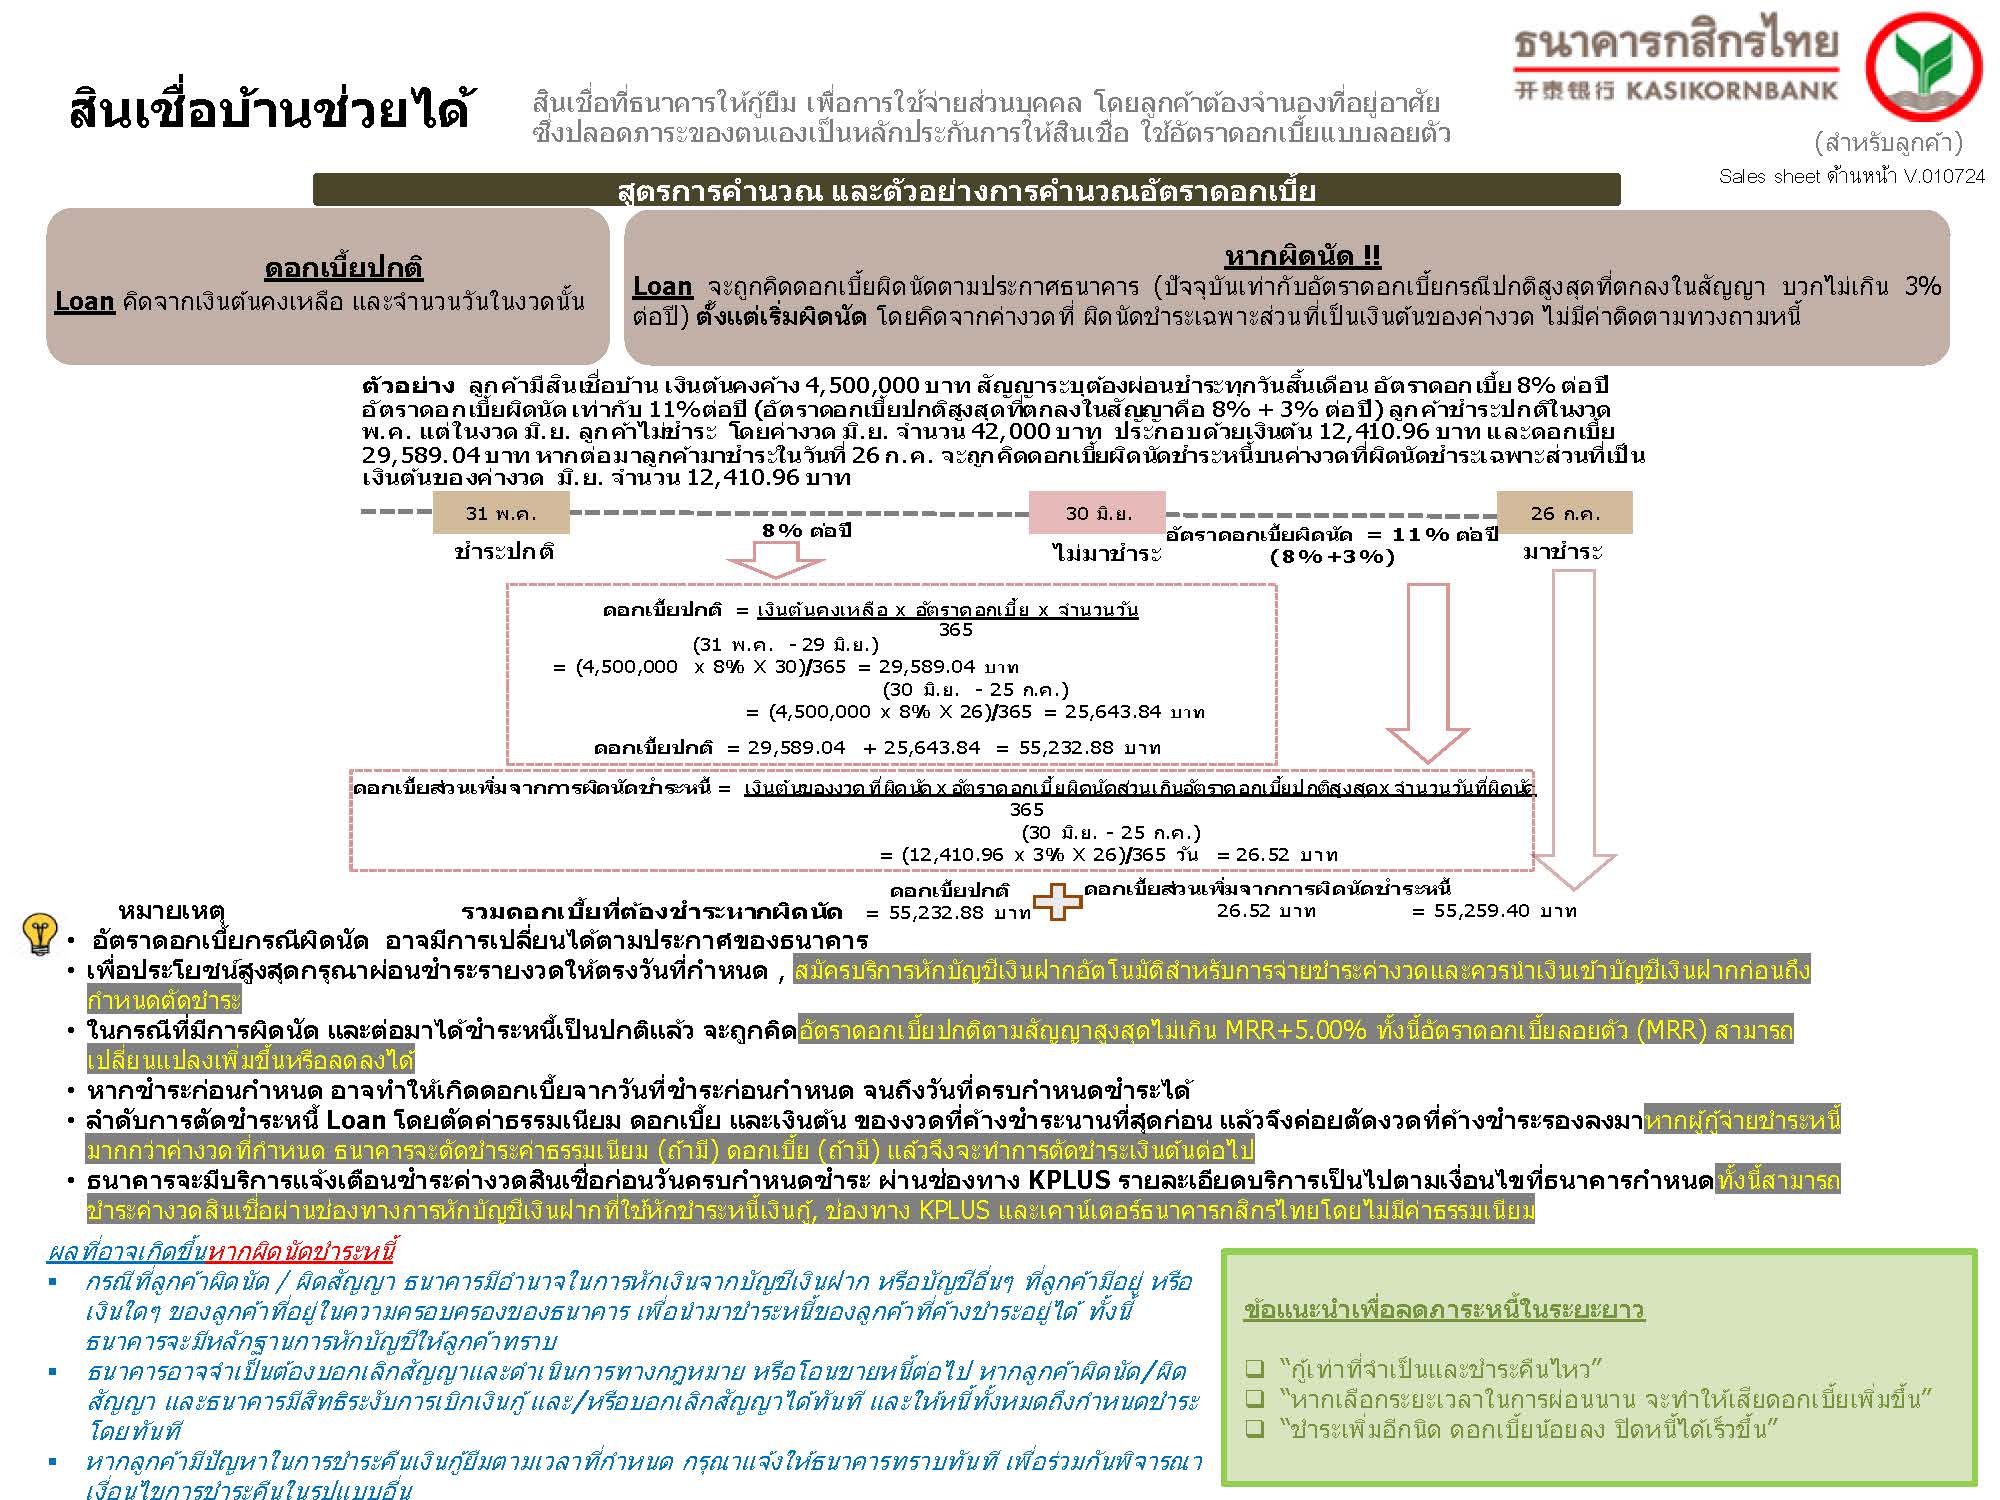 ธนาคารกสิกรไทย
开泰银行 KASIKORNBANK
สินเชื่อบ้านช่วยได้
สินเชื่อที่ธนาคารให้กู้ยืม เพื่อการใช้จ่ายส่วนบุคคล โดยลูกค้าต้องจำนองที่อยู่อาศัย
ซึ่งปลอดภาระของตนเองเป็นหลักประกันการให้สินเชื่อ ใช้อัตราดอกเบี้ยแบบลอยตัว
(สำหรับลูกค้า)
Sales sheet ด้านหน้า V.010724
สูตรการคำนวณ และตัวอย่างการคำนวณอัตราดอกเบี้ย
ดอกเบี้ยปกติ
Loan คิดจากเงินต้นคงเหลือ และจำนวนวันในงวดนั้น
หากผิดนัด !!
Loan จะถูกคิดดอกเบี้ยผิดนัดตามประกาศธนาคาร (ปัจจุบันเท่ากับอัตราดอกเบี้ยกรณีปกติสูงสุดที่ตกลงในสัญญา บวกไม่เกิน 3%
ต่อปี) ตั้งแต่เริ่มผิดนัด โดยคิดจากค่างวดที่ ผิดนัดชำระเฉพาะส่วนที่เป็นเงินต้นของค่างวด ไม่มีค่าติดตามทวงถามหนี้
ตัวอย่าง ลูกค้ามีสินเชื่อบ้าน เงินต้นคงค้าง 4,500,000 บาท สัญญาระบุต้องผ่อนชำระทุกวันสิ้นเดือน อัตราดอกเบี้ย 8% ต่อปี
อัตราดอกเบี้ยผิดนัด เท่ากับ 11% ต่อปี (อัตราดอกเบี้ยปกติสูงสุดที่ตกลงในสัญญาคือ 8% + 3% ต่อปี) ลูกค้าชำระปกติในงวด
พ.ค. แต่ในงวด มิ.ย. ลูกค้าไม่ชำระ โดยค่างวด มิ.ย. จำนวน 42,000 บาท ประกอบด้วยเงินต้น 12,410.96 บาท และดอกเบี้ย
29,589.04 บาท หากต่อมาลูกค้ามาชำระในวันที่ 26 ก.ค. จะถูกคิดดอกเบี้ยผิดนัดชำระหนี้บนค่างวดที่ผิดนัดชำระเฉพาะส่วนที่เป็น
เงินต้นของค่างวด มิ.ย. จำนวน 12,410.96 บาท
31 พ.ค.
30 มิ.ย.
26 ก.ค.
8% ต่อปี
อัตราดอกเบี้ยผิดนัด = 11% ต่อปี
(8%+3%)
ชำระปกติ
ไม่มาชำระ
มาชำระ
ดอกเบี้ยปกติ = เงินต้นคงเหลือ x อัตราดอกเบี้ย x จำนวนวัน
365
(31 พ.ค. - 29 มิ.ย.)
= (4,500,000 x 8% X 30)/365 = 29,589.04 บาท
(30 มิ.ย. - 25 ก.ค.)
= (4,500,000 x 8% X 26)/365 = 25,643.84 บาท
ดอกเบี้ยปกติ = 29,589.04 + 25,643.84 = 55,232.88 บาท
ดอกเบี้ยส่วนเพิ่มจากการผิดนัดชำระหนี้ = เงินต้นของงวดที่ผิดนัด x อัตราดอกเบี้ยผิดนัดส่วนเกินอัตราดอกเบี้ยปกติสูงสุด x จำนวนวันที่ผิดนัด
365
(30 มิ.ย. - 25 ก.ค.)
= (12,410.96 x 3% X 26)/365 วัน = 26.52 บาท
ดอกเบี้ยปกติ
ดอกเบี้ยส่วนเพิ่มจากการผิดนัดชำระหนี้
รวมดอกเบี้ยที่ต้องชำระหากผิดนัด = 55,232.88 บาท 26.52 บาท = 55,259.40 บาท
หมายเหตุ
• อัตราดอกเบี้ยกรณีผิดนัด อาจมีการเปลี่ยนได้ตามประกาศของธนาคาร
• เพื่อประโยชน์สูงสุดกรุณาผ่อนชำระรายงวดให้ตรงวันที่กำหนด , สมัครบริการหักบัญชีเงินฝากอัตโนมัติสำหรับการจ่ายชำระค่างวดและควรนำเงินเข้าบัญชีเงินฝากก่อนถึง
กำหนดตัดชำระ
• ในกรณีที่มีการผิดนัด และต่อมาได้ชำระหนี้เป็นปกติแล้ว จะถูกคิดอัตราดอกเบี้ยปกติตามสัญญาสูงสุดไม่เกิน MRR+5.00% ทั้งนี้อัตราดอกเบี้ยลอยตัว (MRR) สามารถ
เปลี่ยนแปลงเพิ่มขึ้นหรือลดลงได้
• หากชำระก่อนกำหนด อาจทำให้เกิดดอกเบี้ยจากวันที่ชำระก่อนกำหนด จนถึงวันที่ครบกำหนดชำระได้
• ลำดับการตัดชำระหนี้ Loan โดยตัดค่าธรรมเนียม ดอกเบี้ย และเงินต้น ของงวดที่ค้างชำระนานที่สุดก่อน แล้วจึงค่อยตัดงวดที่ค้างชำระรองลงมาหากผู้กู้จ่ายชำระหนี้
มากกว่าค่างวดที่กำหนด ธนาคารจะตัดชำระค่าธรรมเนียม (ถ้ามี) ดอกเบี้ย (ถ้ามี) แล้วจึงจะทำการตัดชำระเงินต้นต่อไป
• ธนาคารจะมีบริการแจ้งเตือนชำระค่างวดสินเชื่อก่อนวันครบกำหนดชำระ ผ่านช่องทาง KPLUS รายละเอียดบริการเป็นไปตามเงื่อนไขที่ธนาคารกำหนดทั้งนี้สามารถ
ชำระค่างวดสินเชื่อผ่านช่องทางการหักบัญชีเงินฝากที่ใช้หักชำระหนี้เงินกู้, ช่องทาง KPLUS และเคาน์เตอร์ธนาคารกสิกรไทยโดยไม่มีค่าธรรมเนียม
ผลที่อาจเกิดขึ้นหากผิดนัดชำระหนี้
▪ กรณีที่ลูกค้าผิดนัด / ผิดสัญญา ธนาคารมีอำนาจในการหักเงินจากบัญชีเงินฝาก หรือบัญชีอื่นๆ ที่ลูกค้ามีอยู่ หรือ
เงินใดๆ ของลูกค้าที่อยู่ในความครอบครองของธนาคาร เพื่อนำมาชำระหนี้ของลูกค้าที่ค้างชำระอยู่ได้ ทั้งนี้
ธนาคารจะมีหลักฐานการหักบัญชีให้ลูกค้าทราบ
▪ ธนาคารอาจจำเป็นต้องบอกเลิกสัญญาและดำเนินการทางกฎหมาย หรือโอนขายหนี้ต่อไป หากลูกค้าผิดนัด/ผิด
สัญญา และธนาคารมีสิทธิระงับการเบิกเงินกู้ และ/หรือบอกเลิกสัญญาได้ทันที และให้หนี้ทั้งหมดถึงกำหนดชำระ
โดยทันที
▪ หากลูกค้ามีปัญหาในการชำระคืนเงินกู้ยืมตามเวลาที่กำหนด กรุณาแจ้งให้ธนาคารทราบทันที เพื่อร่วมกันพิจารณา
เงื่อนไขการชำระคืนในรูปแบบอื่น
ข้อแนะนำเพื่อลดภาระหนี้ในระยะยาว
❑ “กู้เท่าที่จำเป็นและชำระคืนไหว”
❑ “หากเลือกระยะเวลาในการผ่อนนาน จะทำให้เสียดอกเบี้ยเพิ่มขึ้น”
❑ “ชำระเพิ่มอีกนิด ดอกเบี้ยน้อยลง ปิดหนี้ได้เร็วขึ้น”